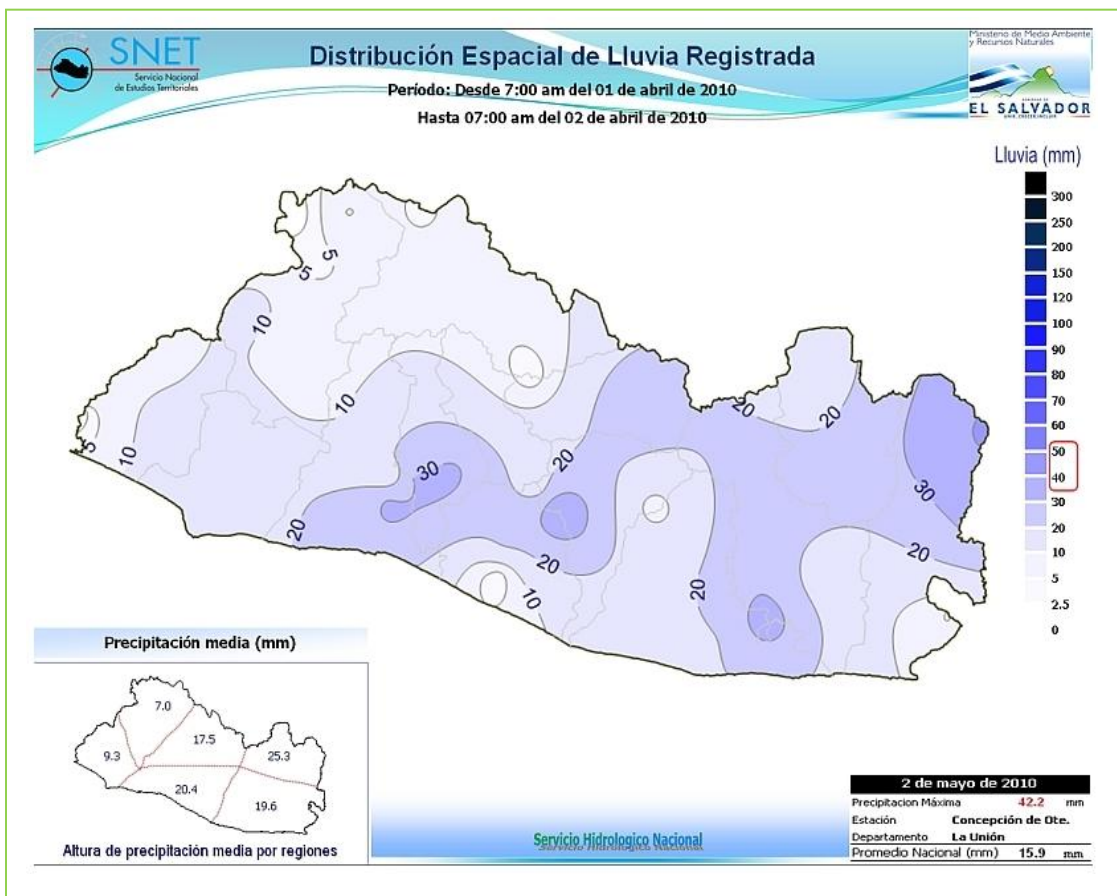 SNET
Servicio Nacional
de Estudios Territoriales
Distribución Espacial de Lluvia Registrada
Período: Desde 7:00 am del 01 de abril de 2010
Hasta 07:00 am del 02 de abril de 2010
Ministerio de Medio Ambiente
y Recursos Naturales
EL SALVADOR
Lluvia (mm)
300
250
200
150
120
100
90
80
70
60
50
40
30
20
10
5
2.5
0
5
5
10
10
5
10
20
20
20
30
30
20
20
20
20
10
Precipitación media (mm)
7.0
17.5
9.3
25.3
20.4
19.6
Altura de precipitación media por regiones
Servicio Hidrologico Nacional
2 de mayo de 2010
Precipitacion Máxima 42.2 mm
Estación Concepción de Ote.
Departamento La Unión
Promedio Nacional (mm) 15.9 mm